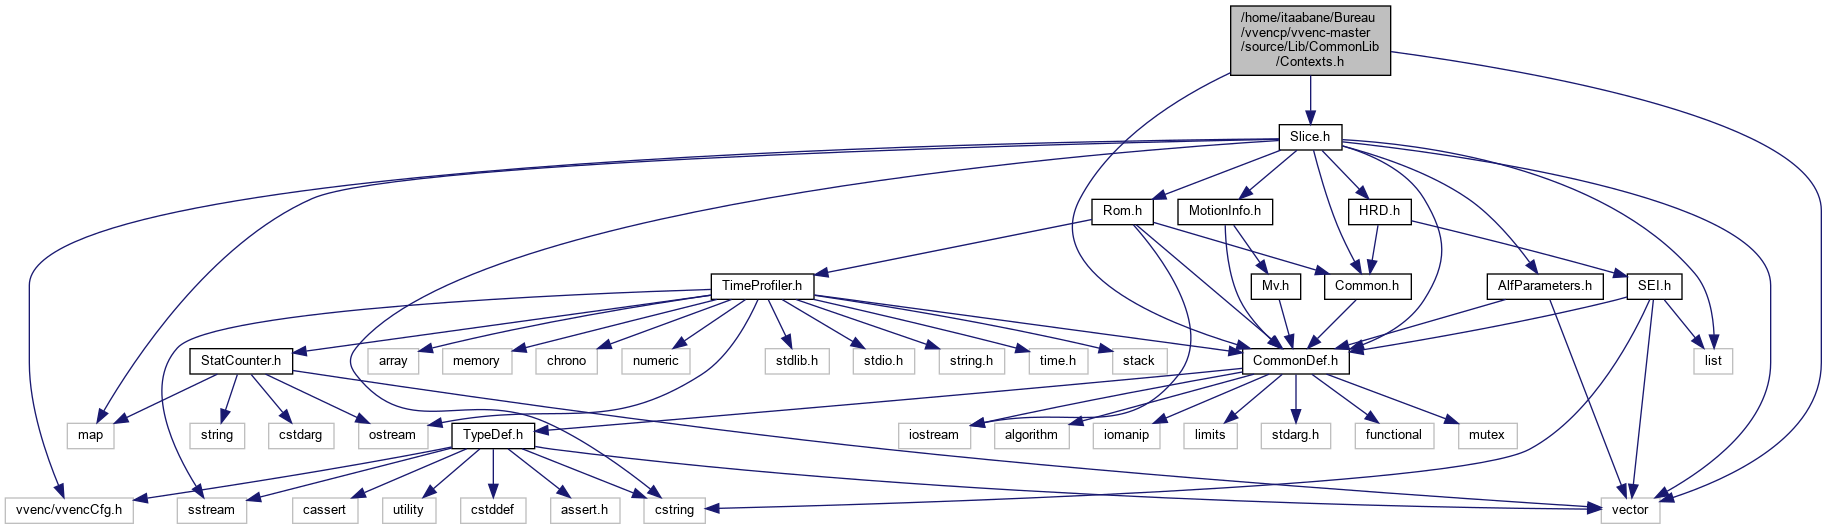 /home/itaabane/Bureau
/vvencp/vvenc-master
/source/Lib/CommonLib
/Contexts.h
Slice.h
Rom.h
MotionInfo.h
HRD.h
TimeProfiler.h
Mv.h
Common.h
AlfParameters.h
SEI.h
StatCounter.h
array
memory
chrono
numeric
stdlib.h
stdio.h
string.h
time.h
stack
CommonDef.h
list
map
string
cstdarg
ostream
TypeDef.h
iostream
algorithm
iomanip
limits
stdarg.h
functional
mutex
vvenc/vvencCfg.h
sstream
cassert
utility
cstddef
assert.h
cstring
vector